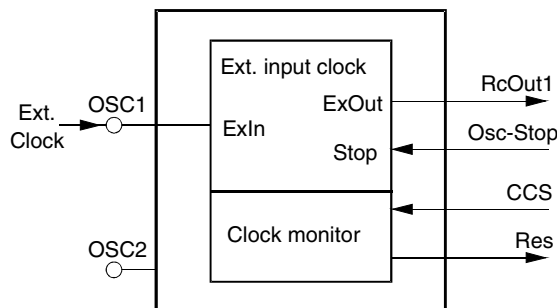 Ext. input clock
RcOut1
ExOut
OSC1
Ext.
Clock
ExIn
Osc-Stop
Stop
CCS
Clock monitor
Res
OSC2